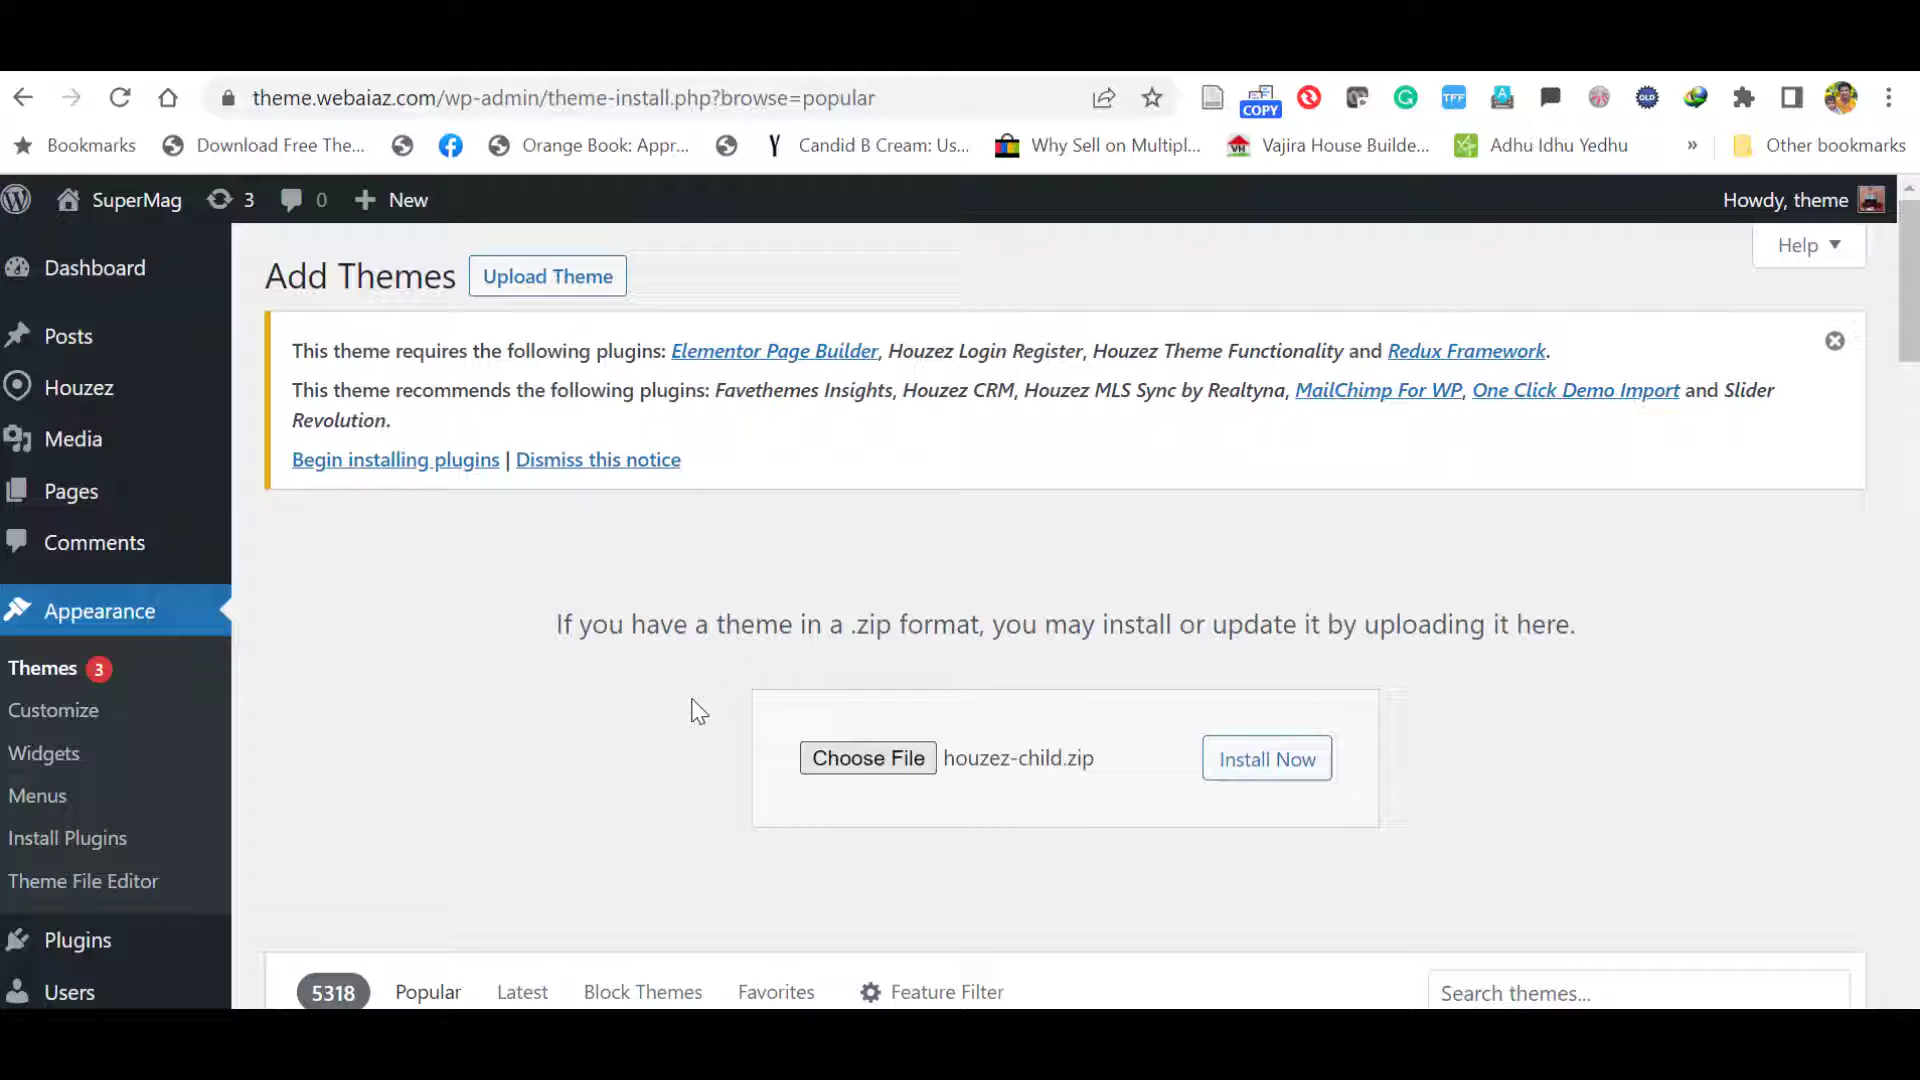 theme.webaiaz.com/wp-admin/theme-install.php?browse=popular
COPY
TFF
A
OLD
Bookmarks
Download Free The...
Orange Book: Appr...
Candid B Cream: Us...
Why Sell on Multipl...
VH
Vajira House Builde...
Adhu Idhu Yedhu
»
Other bookmarks
SuperMag
3
0
New
Howdy, theme
Help
Dashboard
Posts
Houzez
Media
Pages
Comments
Appearance
Themes 3
Customize
Widgets
Menus
Install Plugins
Theme File Editor
Plugins
Users
Add Themes
Upload Theme
This theme requires the following plugins: Elementor Page Builder, Houzez Login Register, Houzez Theme Functionality and Redux Framework.
This theme recommends the following plugins: Favethemes Insights, Houzez CRM, Houzez MLS Sync by Realtyna, MailChimp For WP, One Click Demo Import and Slider
Revolution.
Begin installing plugins | Dismiss this notice
If you have a theme in a .zip format, you may install or update it by uploading it here.
Choose File houzez-child.zip
Install Now
5318 Popular Latest Block Themes Favorites Feature Filter
Search themes...